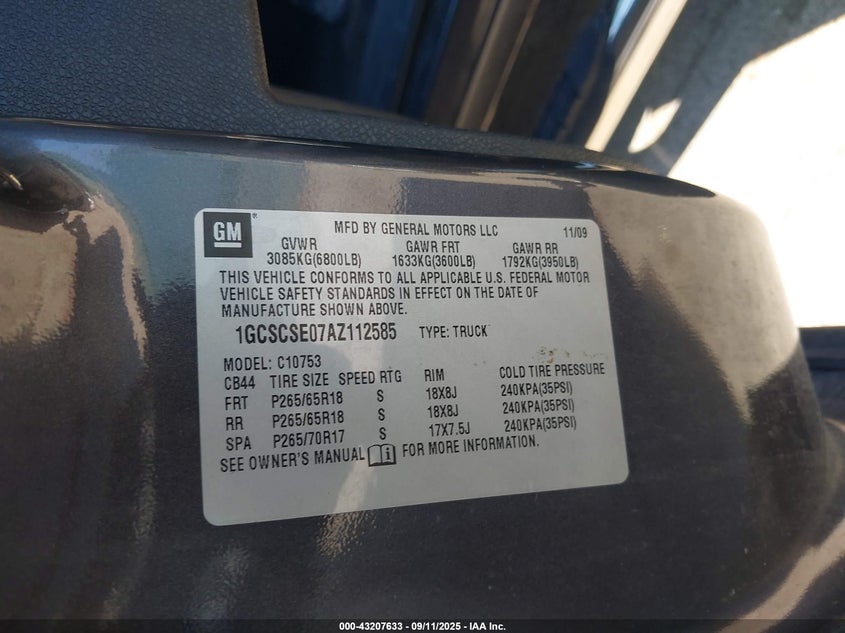 GM ® MFD BY GENERAL MOTORS LLC 11/09
GVWR GAWR FRT GAWR RR
3085KG(6800LB) 1633KG(3600LB) 1792KG(3950LB)
THIS VEHICLE CONFORMS TO ALL APPLICABLE U.S. FEDERAL MOTOR
VEHICLE SAFETY STANDARDS IN EFFECT ON THE DATE OF
MANUFACTURE SHOWN ABOVE.
1GCSCSE07AZ112585 TYPE: TRUCK
MODEL: C10753
CB44 TIRE SIZE SPEED RTG RIM COLD TIRE PRESSURE
FRT P265/65R18 S 18X8J 240KPA(35PSI)
RR P265/65R18 S 18X8J 240KPA(35PSI)
SPA P265/70R17 S 17X7.5J 240KPA(35PSI)
SEE OWNER'S MANUAL FOR MORE INFORMATION.
000-43207633 - 09/11/2025 - IAA Inc.